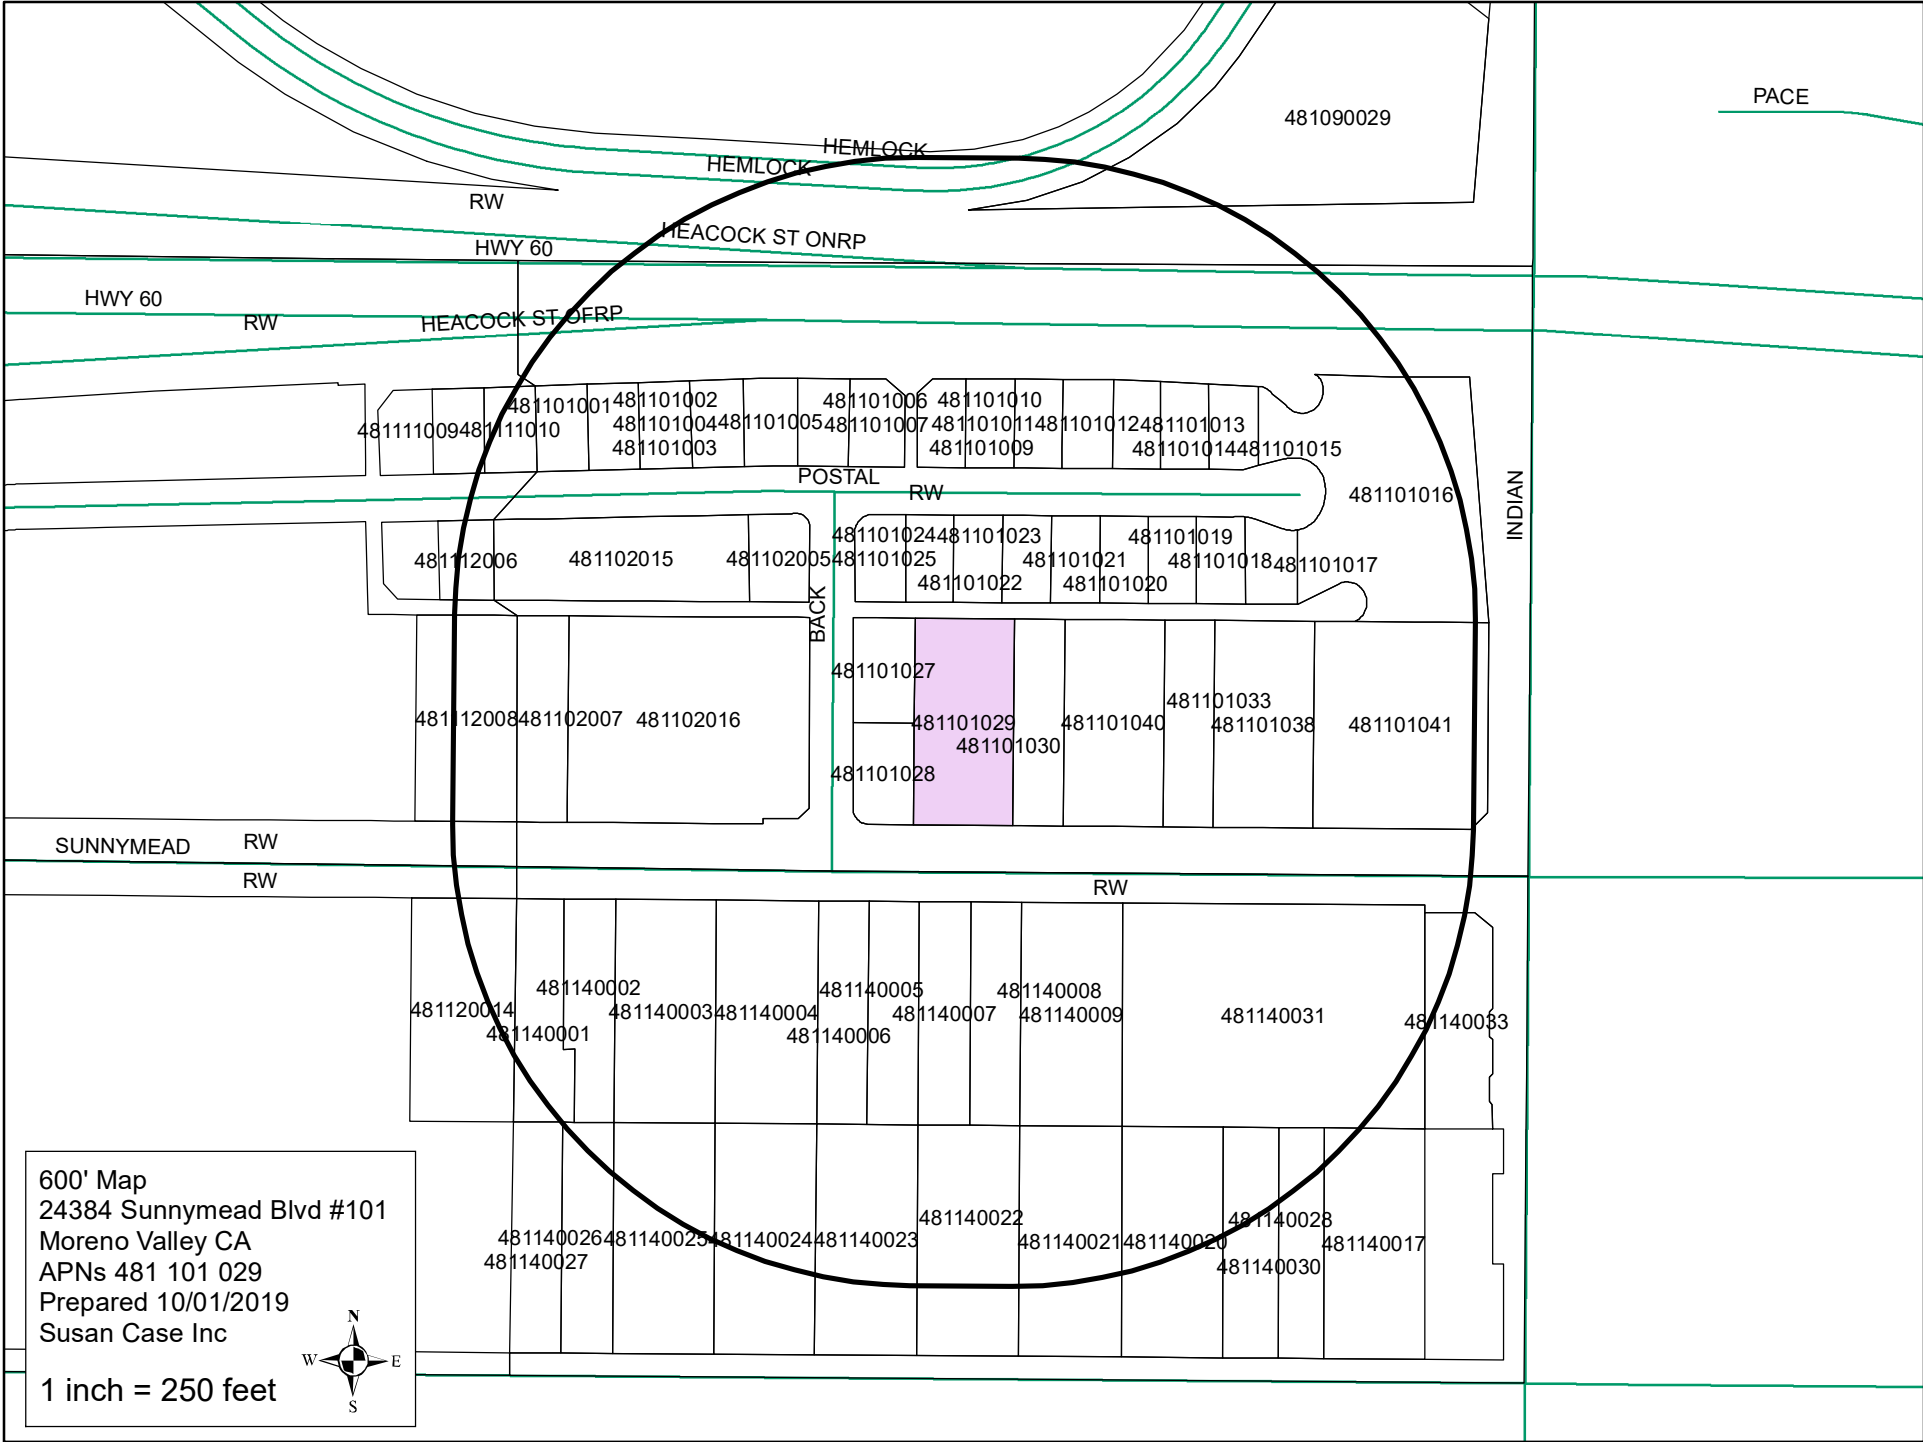 PACE
481090029
HEMLOCK
HEMLOCK
RW
HEACOCK ST ONRP
HWY 60
HWY 60
RW
HEACOCK ST OFRP
481111009
481111010
481101001
481101002
481101004
481101003
481101005
481101006
481101007
481101010
481101011
481101009
481101012
481101013
481101014
481101015
POSTAL
RW
481101016
INDIAN
481112006
481102015
481102005
481101024
481101025
481101023
481101022
481101021
481101020
481101019
481101018
481101017
BACK
481101027
481112008
481102007
481102016
481101029
481101030
481101040
481101033
481101038
481101041
481101028
SUNNYMEAD
RW
RW
RW
481120014
481140002
481140001
481140003
481140004
481140005
481140006
481140007
481140008
481140009
481140031
481140033
481140026
481140027
481140025
481140024
481140023
481140022
481140021
481140020
481140028
481140030
481140017
600' Map
24384 Sunnymead Blvd #101
Moreno Valley CA
APNs 481 101 029
Prepared 10/01/2019
Susan Case Inc
N
W
E
S
1 inch = 250 feet